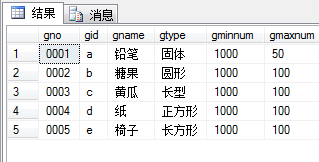 结果 消息
gno gid gname gtype gminnum gmaxnum
1 0001 a 铅笔 固体 1000 50
2 0002 b 糖果 圆形 1000 100
3 0003 c 黄瓜 长型 1000 100
4 0004 d 纸 正方形 1000 100
5 0005 e 椅子 长方形 1000 100